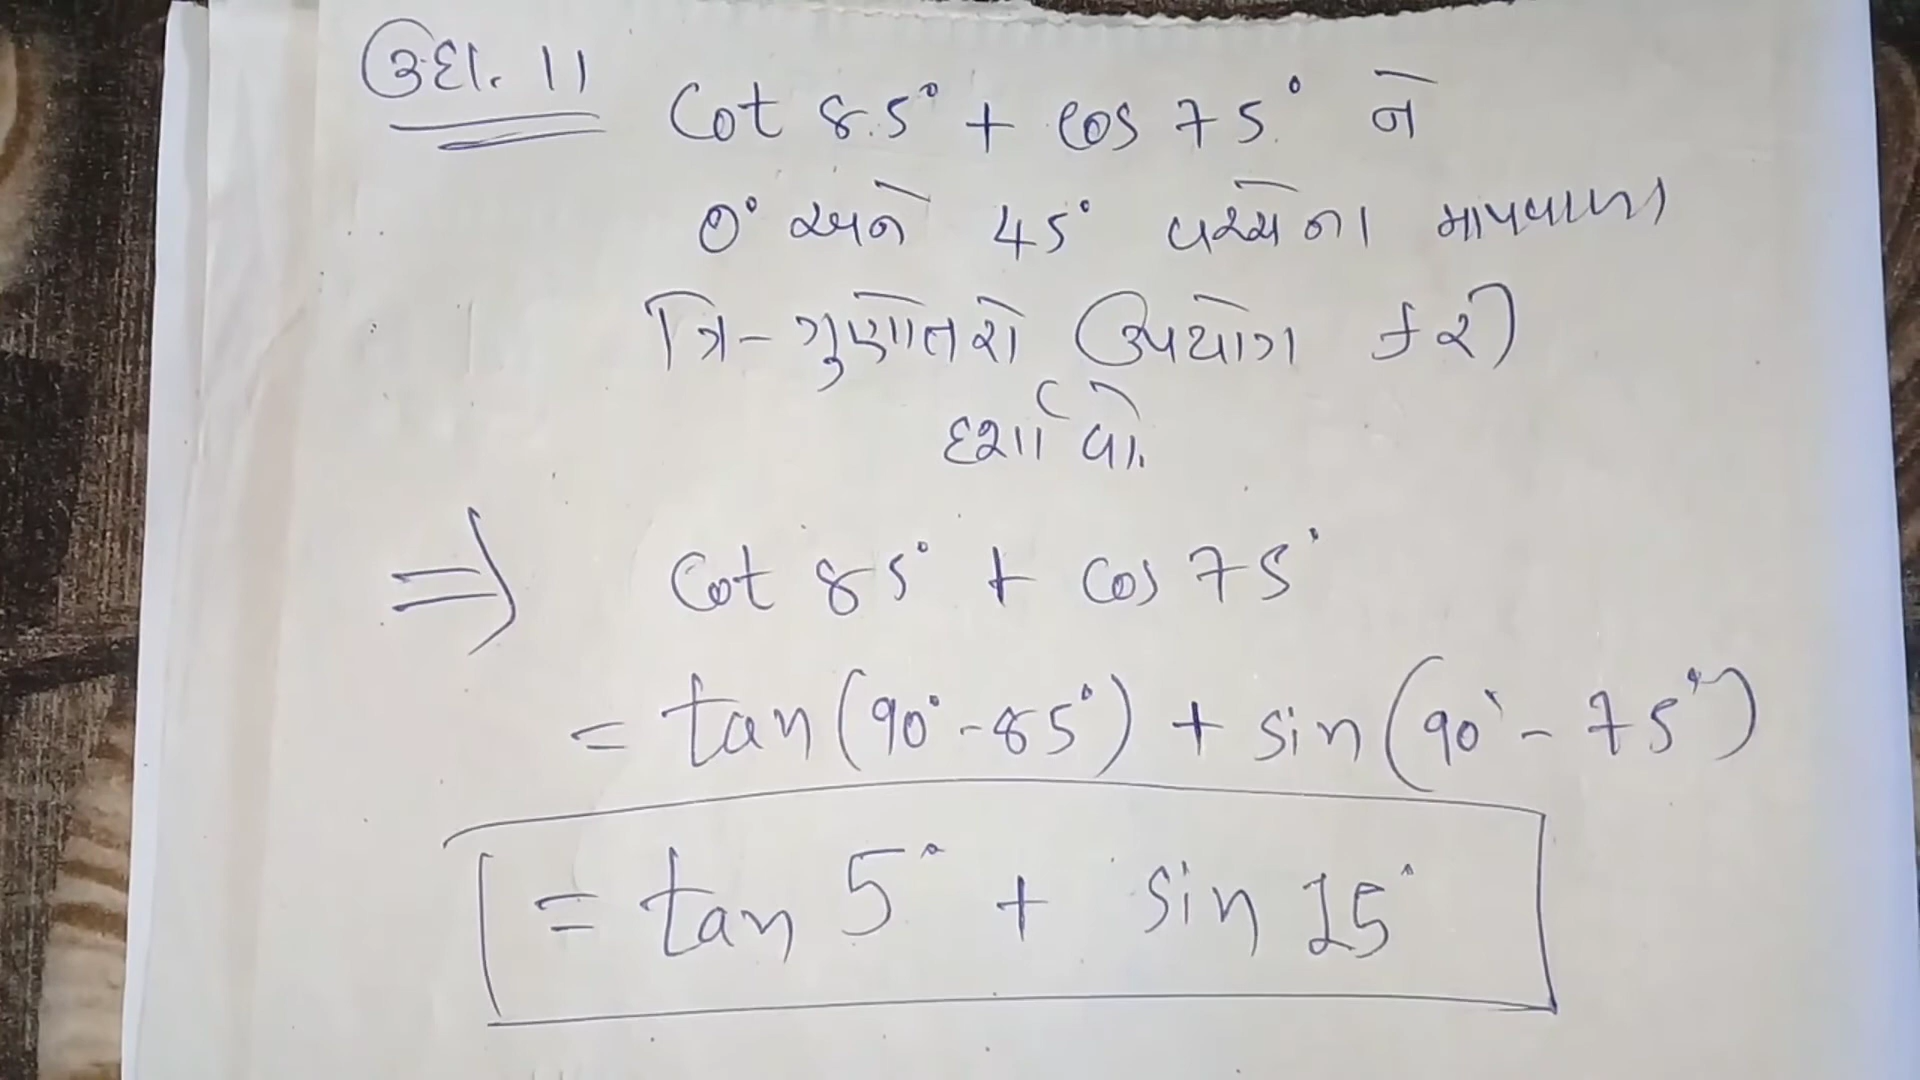 ઉદા. 11 Cot 85° + cos 75° ને
0° અને 45° વચ્ચેના માપવાળા
ત્રિ-ગુણોતરો ઉપયોગ કરી
દર્શાવો.
⇒ Cot 85° + cos 75°
= tan (90° - 85°) + sin (90° - 75°)
= tan 5° + sin 15°